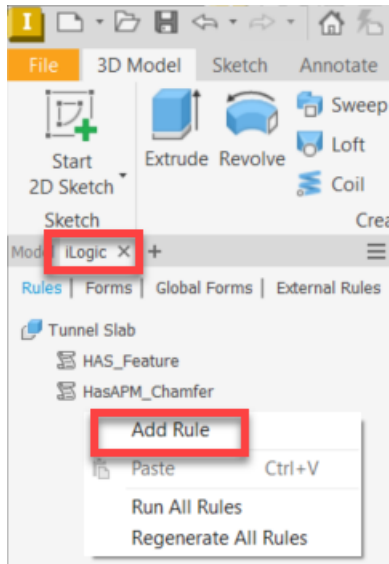 I
File 3D Model Sketch Annotate
Start
2D Sketch
Extrude Revolve
Sweep
Loft
Coil
Sketch
Crea
Model iLogic × +
Rules | Forms | Global Forms | External Rules
Tunnel Slab
HAS_Feature
HasAPM_Chamfer
Add Rule
Paste Ctrl+V
Run All Rules
Regenerate All Rules